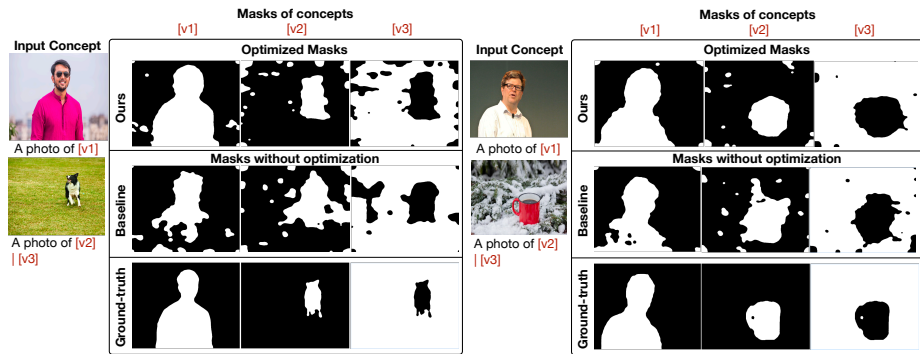 Masks of concepts
[v1] [v2] [v3]
Input Concept
Optimized Masks
Ours
A photo of [v1]
Masks without optimization
Baseline
A photo of [v2]
| [v3]
Ground-truth
Masks of concepts
[v1] [v2] [v3]
Input Concept
Optimized Masks
Ours
A photo of [v1]
Masks without optimization
Baseline
A photo of [v2]
| [v3]
Ground-truth